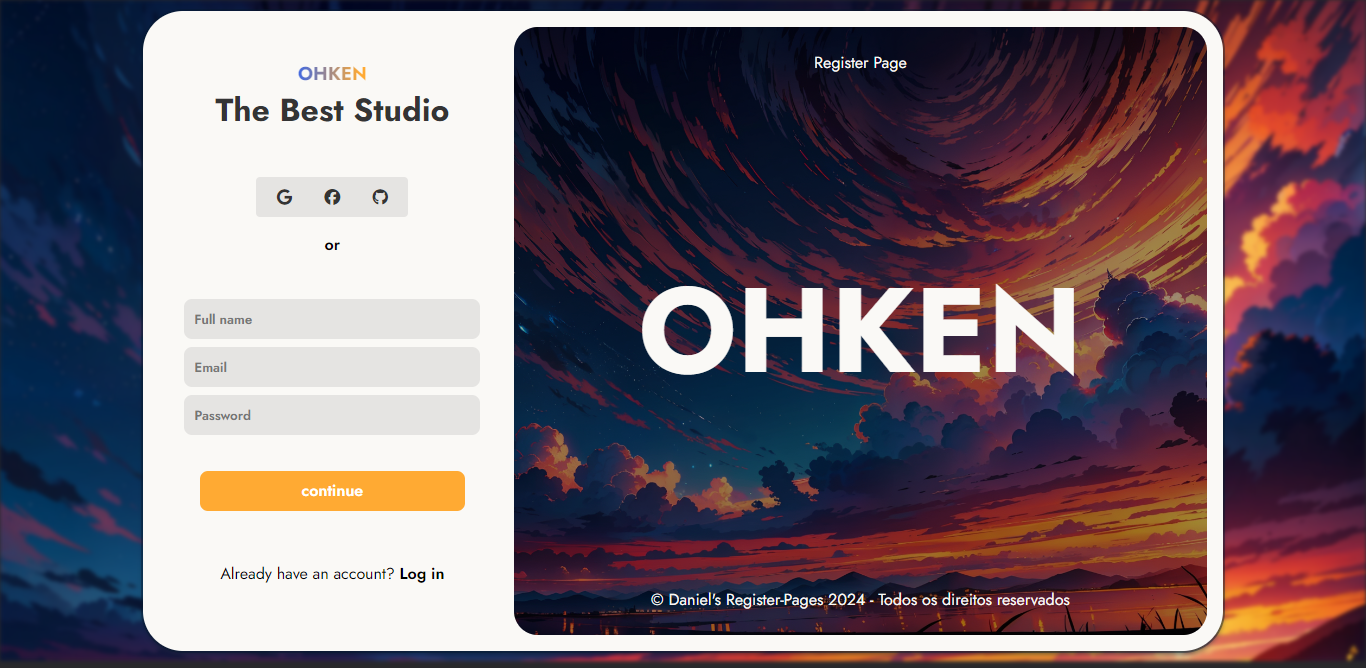 OHKEN
The Best Studio
or
Full name
Email
Password
continue
Already have an account? Log in
Register Page
OHKEN
© Daniel's Register-Pages 2024 - Todos os direitos reservados